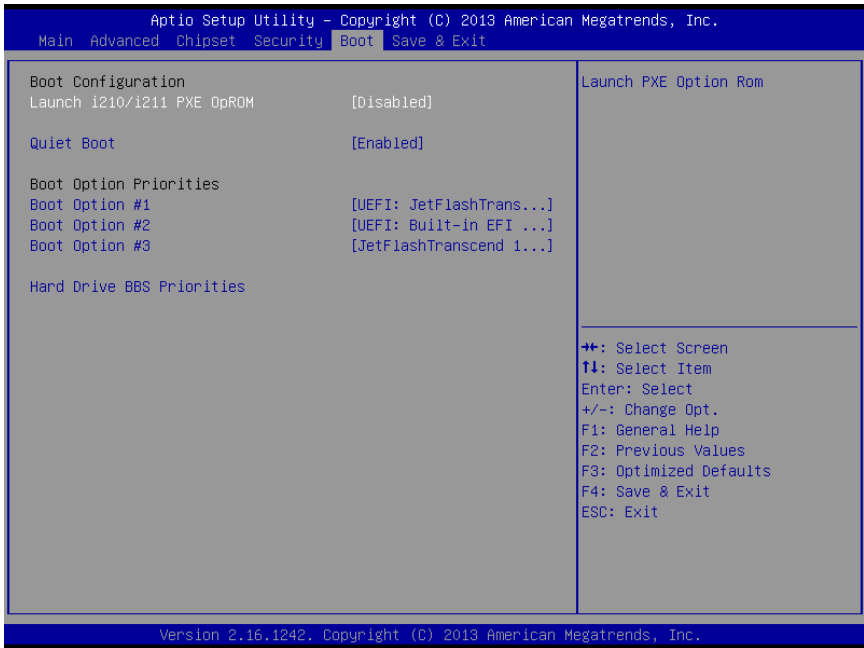 Aptio Setup Utility – Copyright (C) 2013 American Megatrends, Inc.
Main Advanced Chipset Security Boot Save & Exit
Boot Configuration
Launch i210/i211 PXE OpROM [Disabled]
Quiet Boot [Enabled]
Boot Option Priorities
Boot Option #1 [UEFI: JetFlashTrans...]
Boot Option #2 [UEFI: Built-in EFI ...]
Boot Option #3 [JetFlashTranscend 1...]
Hard Drive BBS Priorities
Launch PXE Option Rom
→←: Select Screen
↑↓: Select Item
Enter: Select
+/-: Change Opt.
F1: General Help
F2: Previous Values
F3: Optimized Defaults
F4: Save & Exit
ESC: Exit
Version 2.16.1242. Copyright (C) 2013 American Megatrends, Inc.